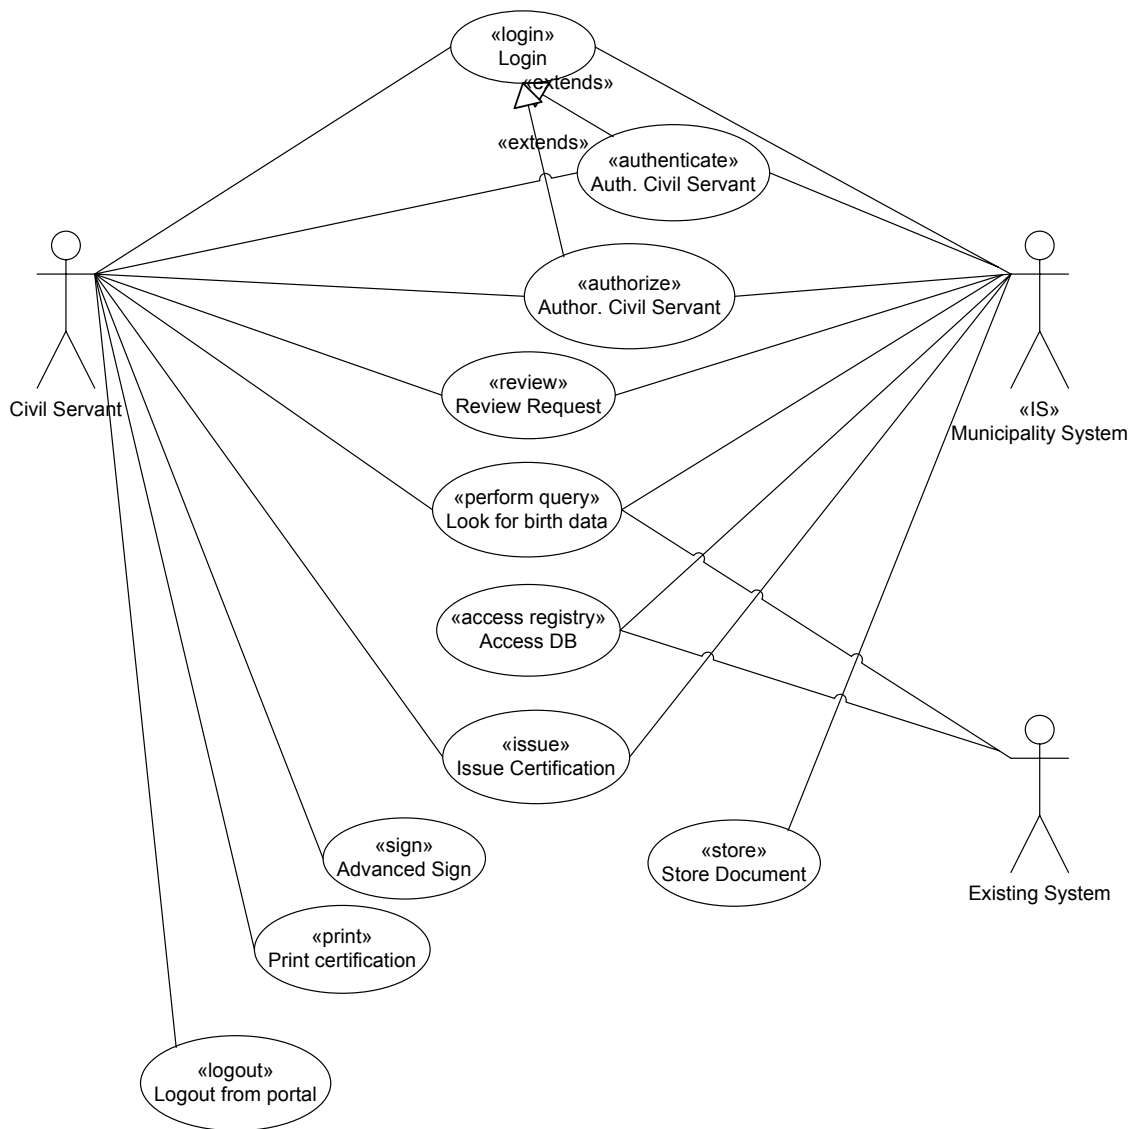 «login»
Login
«extends»
«extends»
«authenticate»
Auth. Civil Servant
«authorize»
Author. Civil Servant
«review»
Review Request
Civil Servant
«IS»
Municipality System
«perform query»
Look for birth data
«access registry»
Access DB
«issue»
Issue Certification
«sign»
Advanced Sign
«store»
Store Document
Existing System
«print»
Print certification
«logout»
Logout from portal